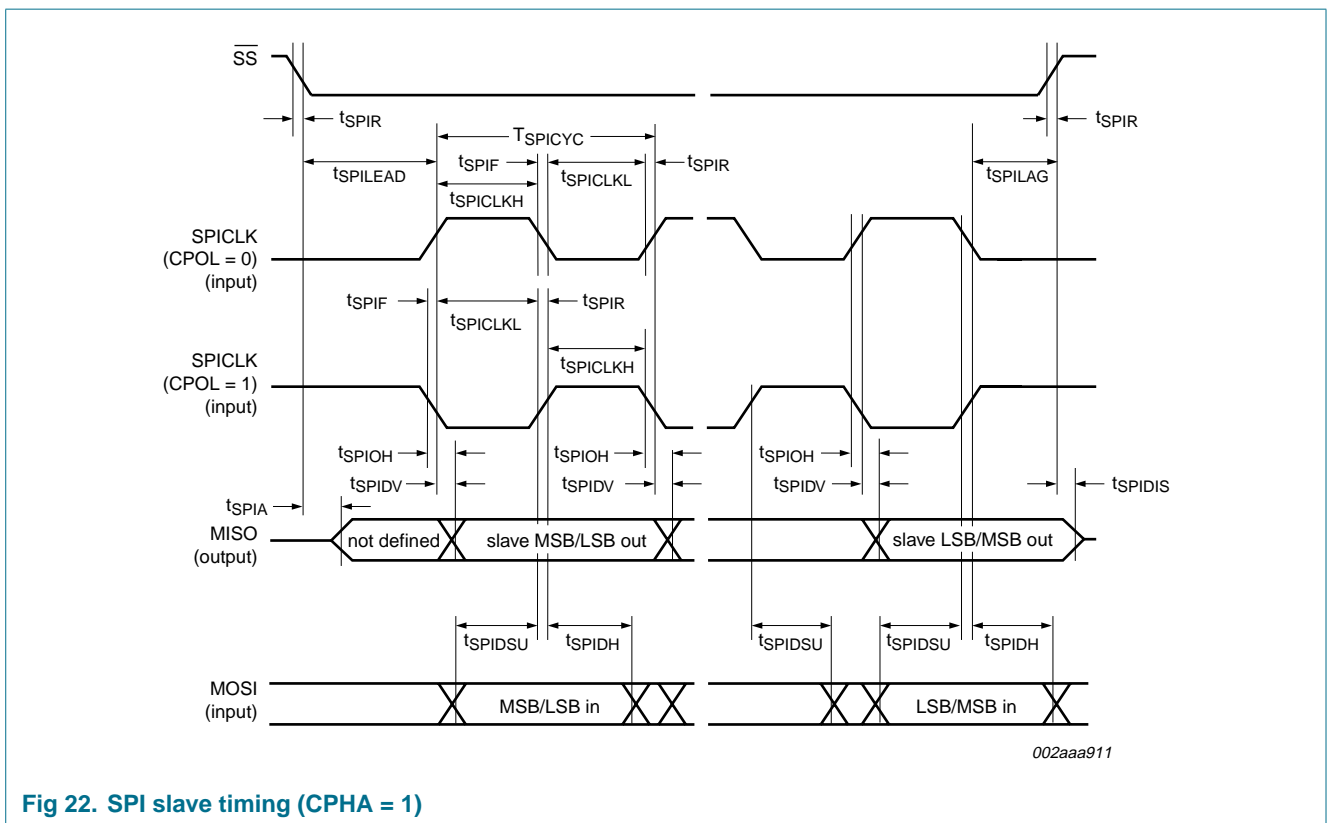 SS
tSPIR
tSPIR
TSPICYC
tSPIF
tSPIR
tSPILEAD
tSPICLKL
tSPILAG
tSPICLKH
SPICLK
(CPOL = 0)
(input)
tSPIF
tSPIR
tSPICLKL
tSPICLKH
SPICLK
(CPOL = 1)
(input)
tSPIOH
tSPIOH
tSPIOH
tSPIDV
tSPIDV
tSPIDV
tSPIDIS
tSPIA
MISO
(output)
not defined
slave MSB/LSB out
slave LSB/MSB out
tSPIDSU
tSPIDH
tSPIDSU
tSPIDSU
tSPIDH
MOSI
(input)
MSB/LSB in
LSB/MSB in
002aaa911
Fig 22. SPI slave timing (CPHA = 1)